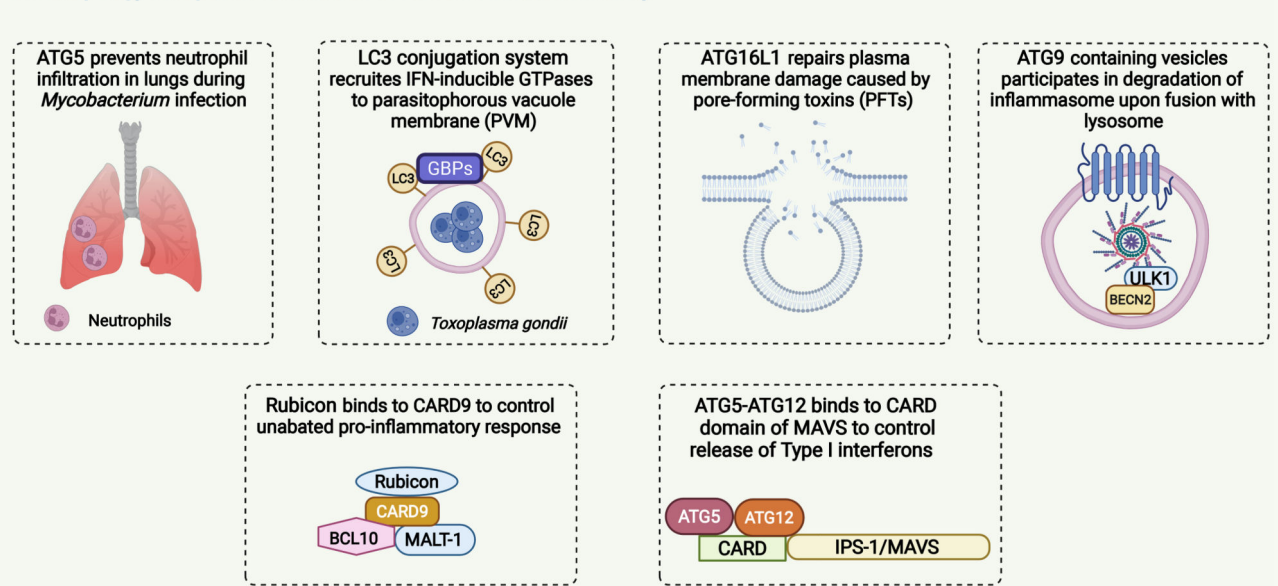 ATG5 prevents neutrophil
infiltration in lungs during
Mycobacterium infection
Neutrophils
LC3 conjugation system
recruites IFN-inducible GTPases
to parasitophorous vacuole
membrane (PVM)
GBPs
LC3
LC3
LC3
LC3
LC3
Toxoplasma gondii
ATG16L1 repairs plasma
membrane damage caused by
pore-forming toxins (PFTs)
ATG9 containing vesicles
participates in degradation of
inflammasome upon fusion with
lysosome
ULK1
BECN2
Rubicon binds to CARD9 to control
unabated pro-inflammatory response
Rubicon
CARD9
BCL10
MALT-1
ATG5-ATG12 binds to CARD
domain of MAVS to control
release of Type I interferons
ATG5
ATG12
CARD
IPS-1/MAVS